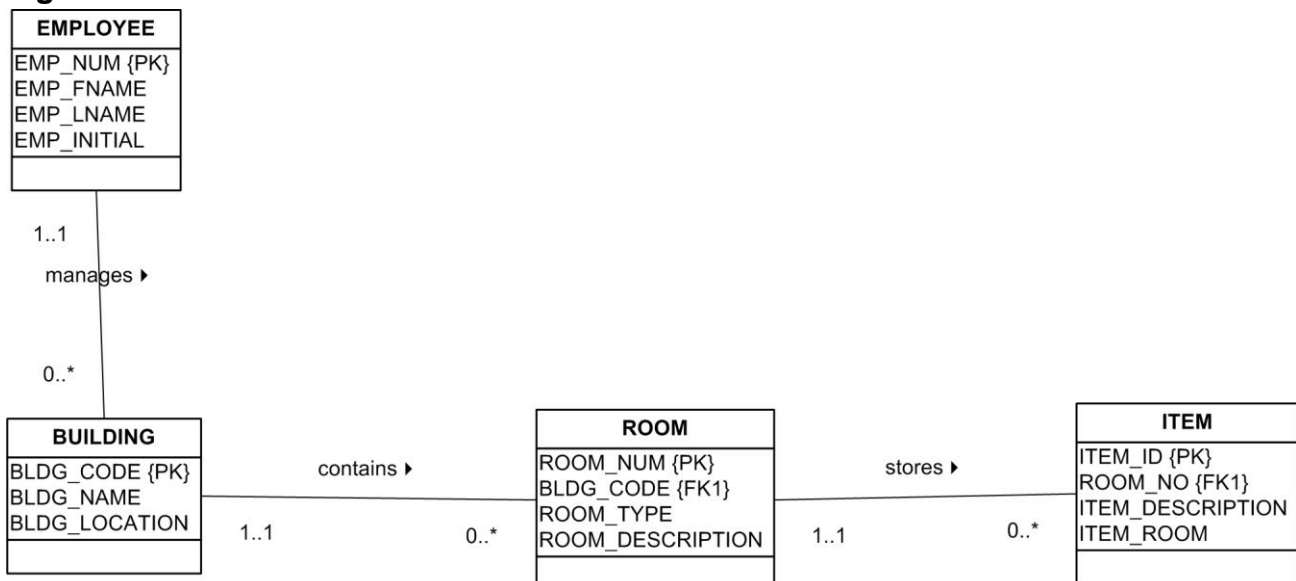 EMPLOYEE
EMP_NUM {PK}
EMP_FNAME
EMP_LNAME
EMP_INITIAL
1..1
manages
0..*
BUILDING
BLDG_CODE {PK}
BLDG_NAME
BLDG_LOCATION
contains
1..1
0..*
ROOM
ROOM_NUM {PK}
BLDG_CODE {FK1}
ROOM_TYPE
ROOM_DESCRIPTION
stores
1..1
0..*
ITEM
ITEM_ID {PK}
ROOM_NO {FK1}
ITEM_DESCRIPTION
ITEM_ROOM